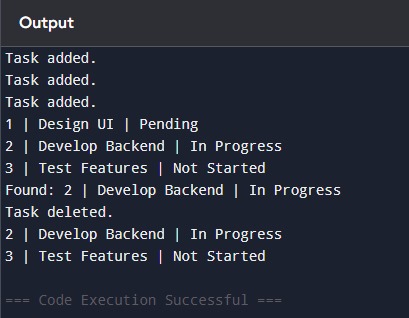 Output
Task added.
Task added.
Task added.
1 | Design UI | Pending
2 | Develop Backend | In Progress
3 | Test Features | Not Started
Found: 2 | Develop Backend | In Progress
Task deleted.
2 | Develop Backend | In Progress
3 | Test Features | Not Started
=== Code Execution Successful ===